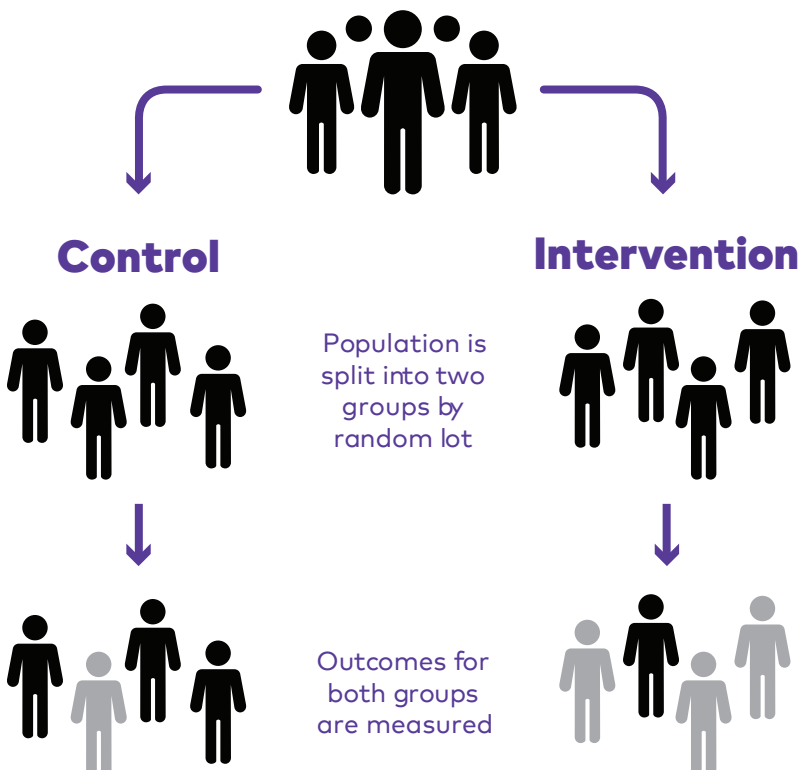 Control
Intervention
Population is
split into two
groups by
random lot
Outcomes for
both groups
are measured